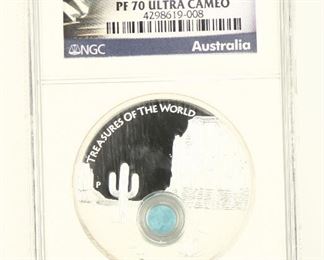 PF 70 ULTRA CAMEO
4298619-008
NGC Australia
TREASURES OF THE WORLD
P